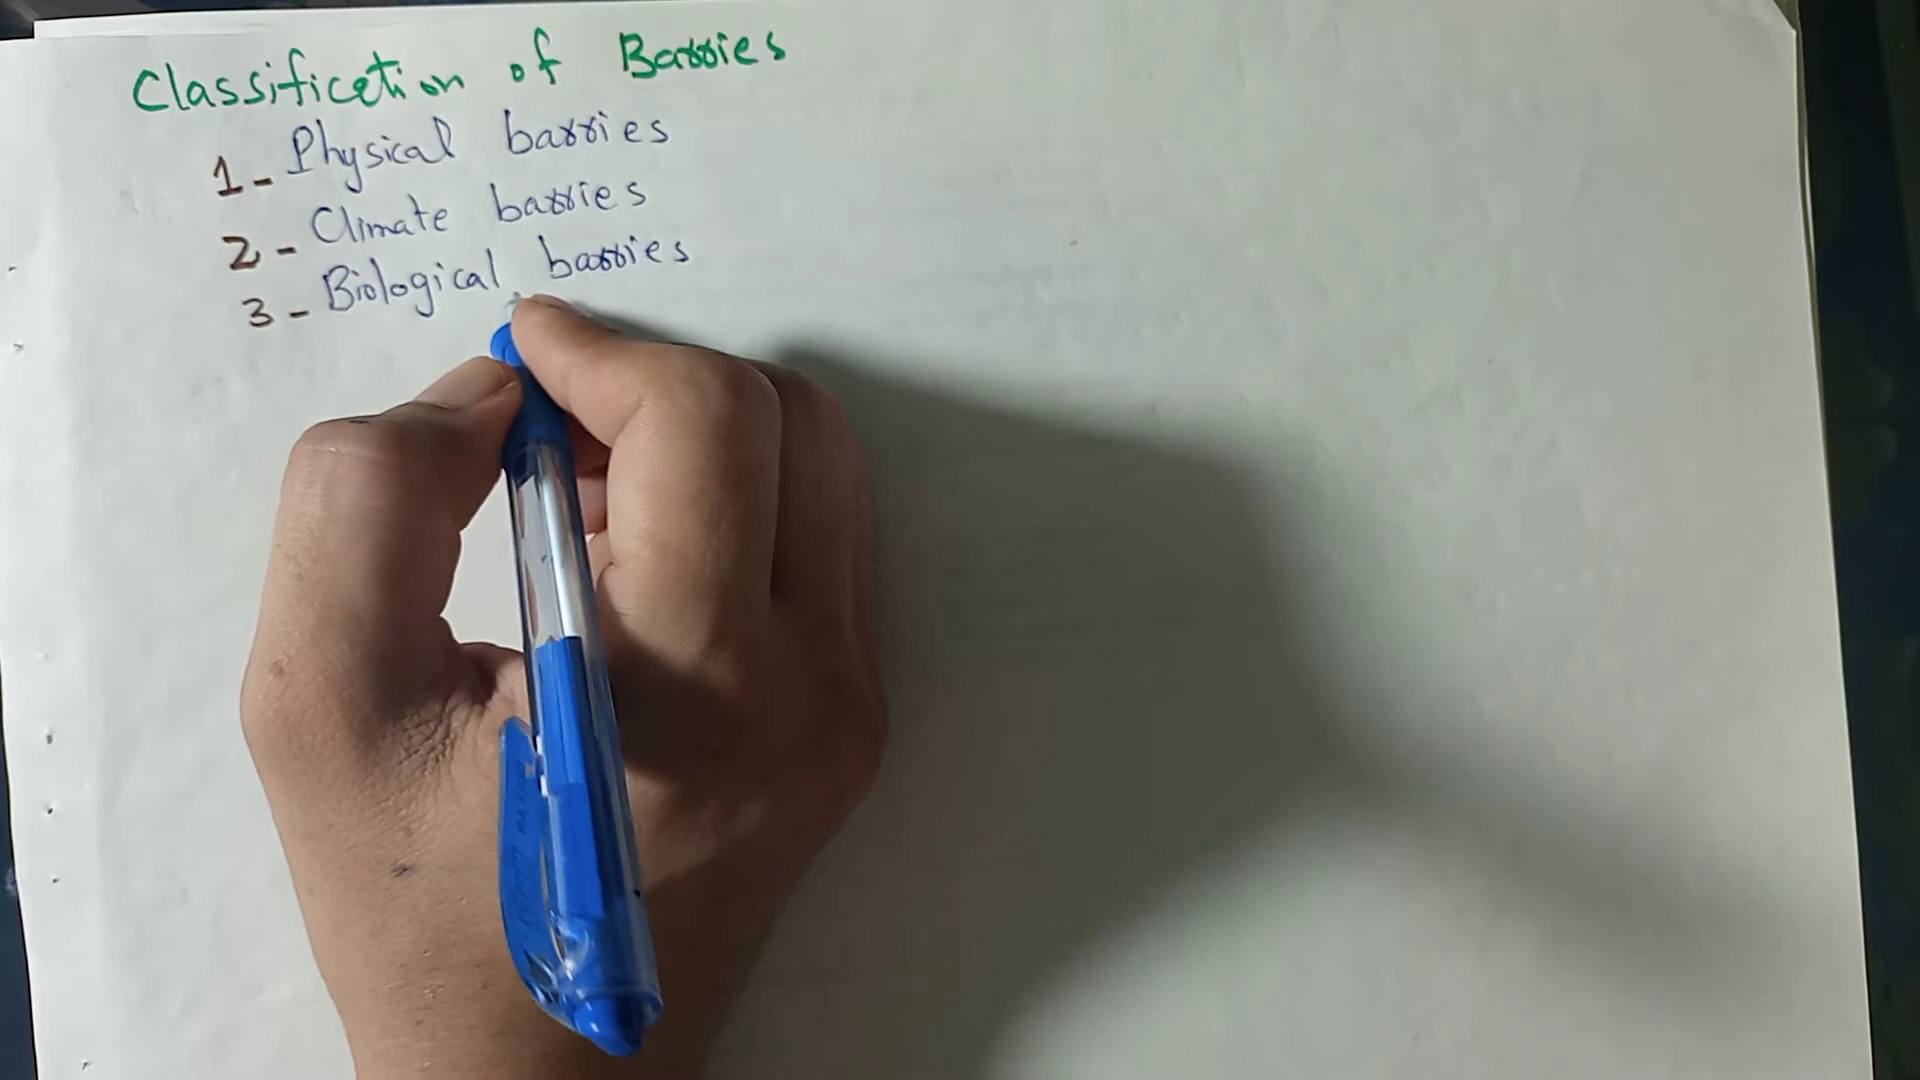 Classification of Barries
1- Physical barries
2- Climate barries
3- Biological barries